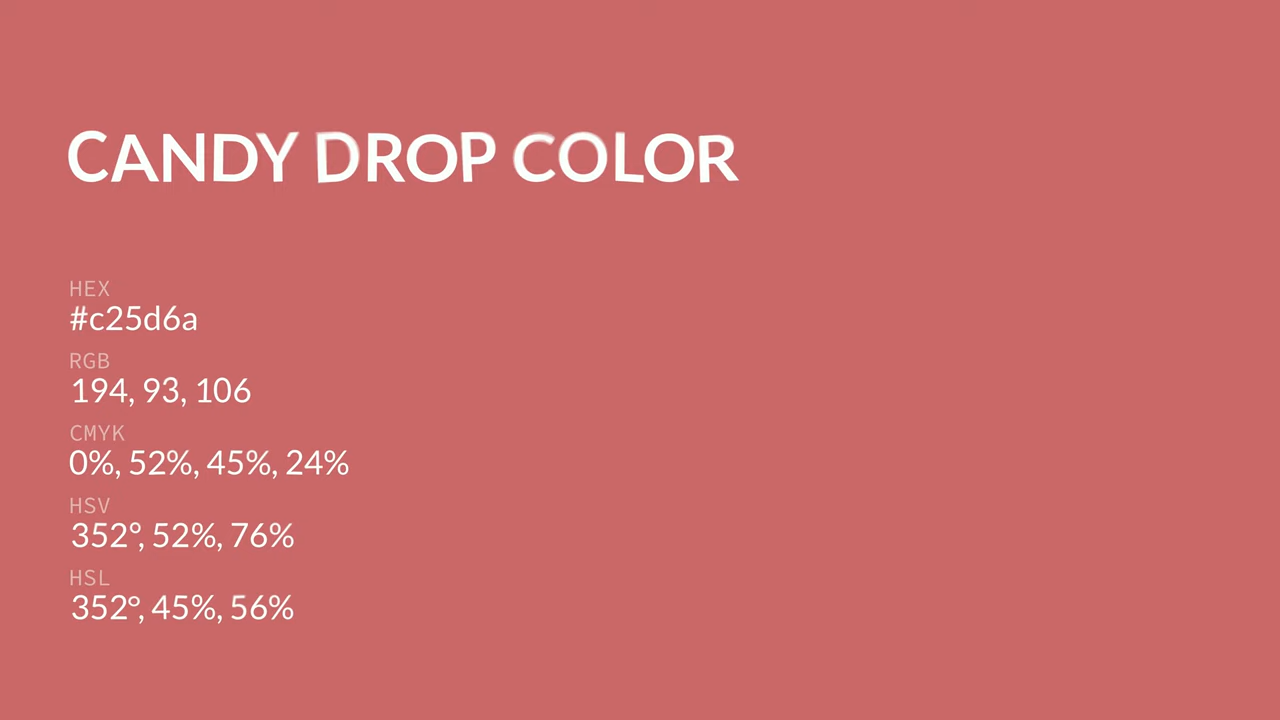 CANDY DROP COLOR
HEX
#c25d6a
RGB
194, 93, 106
CMYK
0%, 52%, 45%, 24%
HSV
352°, 52%, 76%
HSL
352°, 45%, 56%